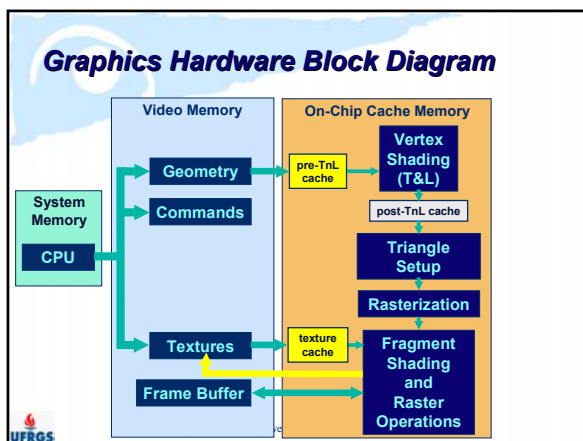 Graphics Hardware Block Diagram
Video Memory
On-Chip Cache Memory
System
Memory
CPU
Geometry
Commands
Textures
Frame Buffer
pre-TnL
cache
Vertex
Shading
(T&L)
post-TnL cache
Triangle
Setup
Rasterization
texture
cache
Fragment
Shading
and
Raster
Operations
UFRGS